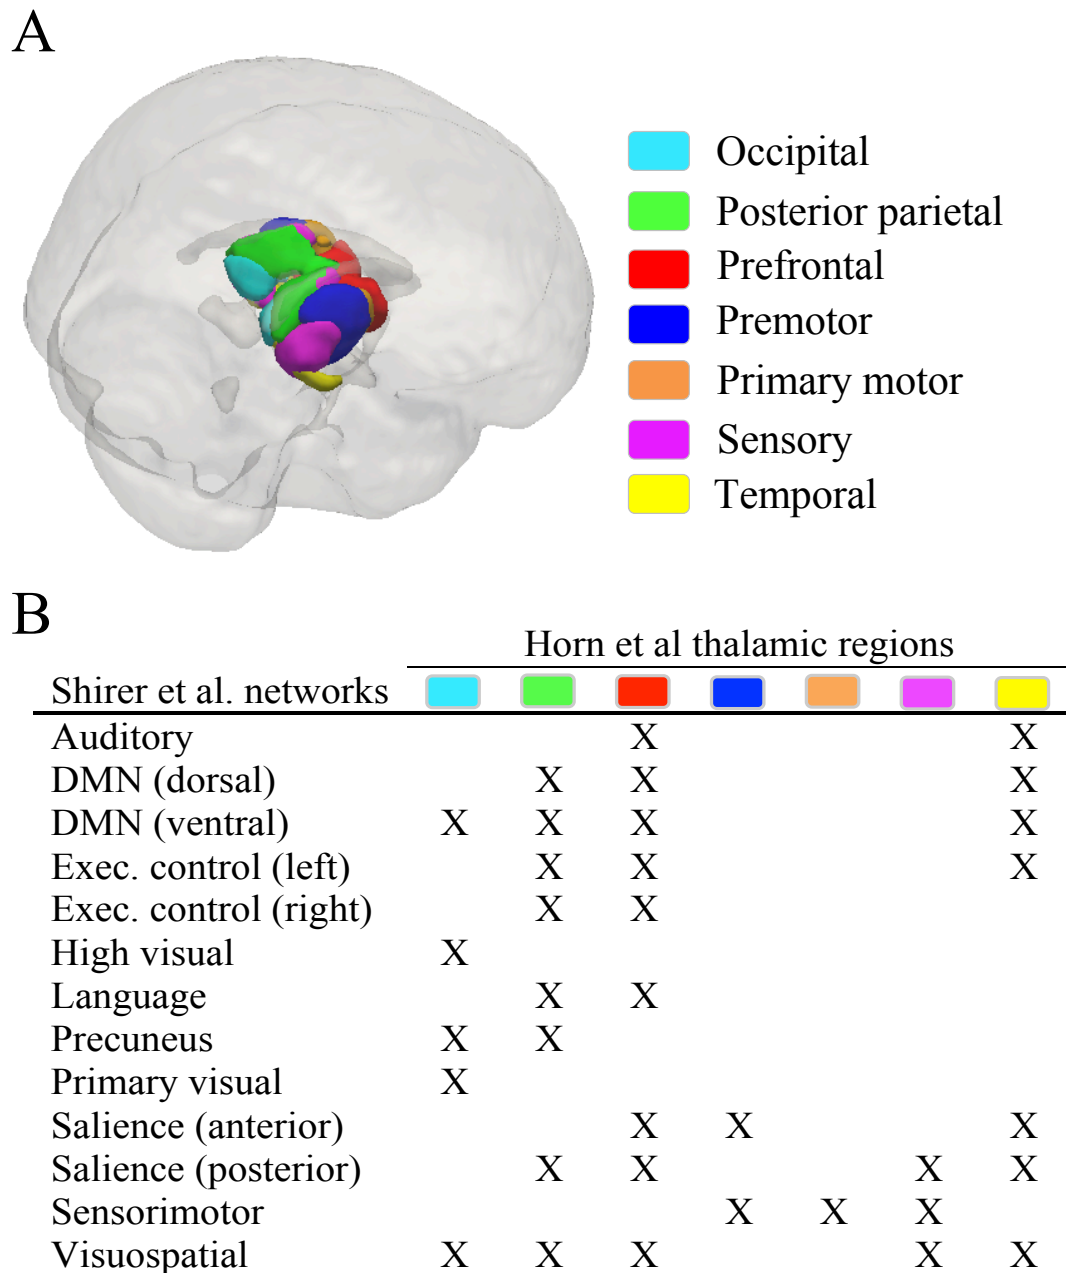 A
Occipital
Posterior parietal
Prefrontal
Premotor
Primary motor
Sensory
Temporal
B
Horn et al thalamic regions
Shirer et al. networks
Auditory X X
DMN (dorsal) X X X
DMN (ventral) X X X X
Exec. control (left) X X X
Exec. control (right) X X
High visual X
Language X X
Precuneus X X
Primary visual X
Salience (anterior) X X X
Salience (posterior) X X X X
Sensorimotor X X X
Visuospatial X X X X X